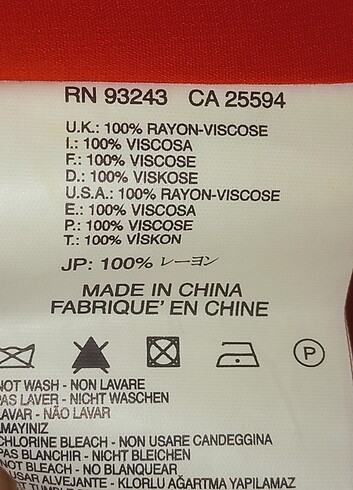 RN 93243 CA 25594
U.K.: 100% RAYON-VISCOSE
I.: 100% VISCOSA
F.: 100% VISCOSE
D.: 100% VISKOSE
U.S.A.: 100% RAYON-VISCOSE
E.: 100% VISCOSA
P.: 100% VISCOSE
T.: 100% VİSKON
JP: 100% レーヨン
MADE IN CHINA
FABRIQUE' EN CHINE
P
NOT WASH - NON LAVARE
PAS LAVER - NICHT WASCHEN
LAVAR - NÃO LAVAR
AMAYINIZ
CHLORINE BLEACH - NON USARE CANDEGGINA
PAS BLANCHIR - NICHT BLEICHEN
NOT BLEACH - NO BLANQUEAR
USAR ALVEJANTE - KLORLU AĞARTMA YAPILAMAZ